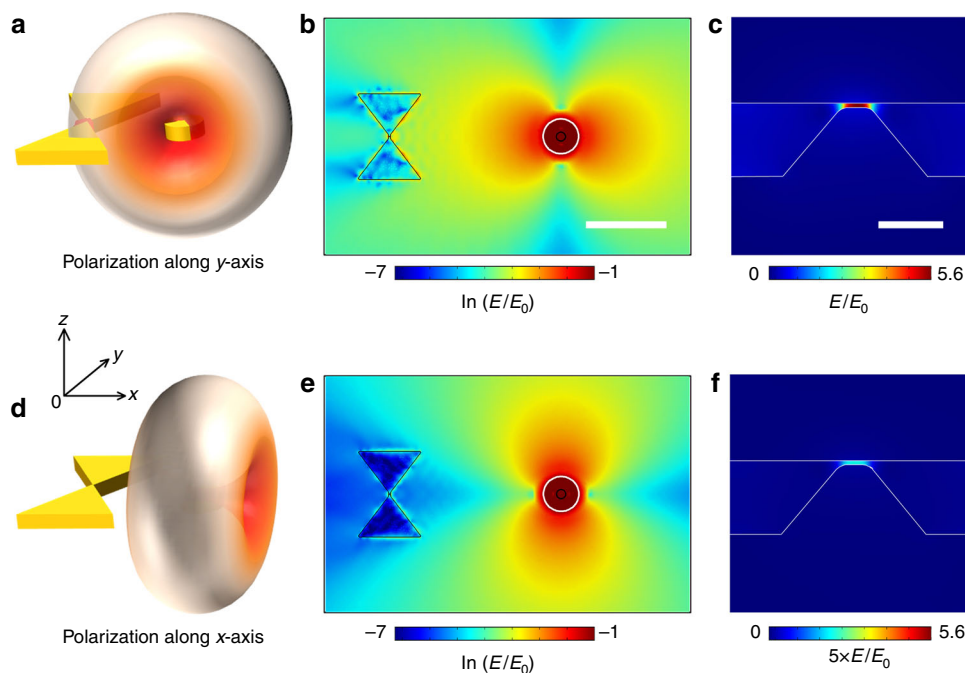 a
Polarization along y-axis
b
−7
−1
ln (E/E0)
c
0
5.6
E/E0
z
y
0
x
d
Polarization along x-axis
e
−7
−1
ln (E/E0)
f
0
5.6
5×E/E0